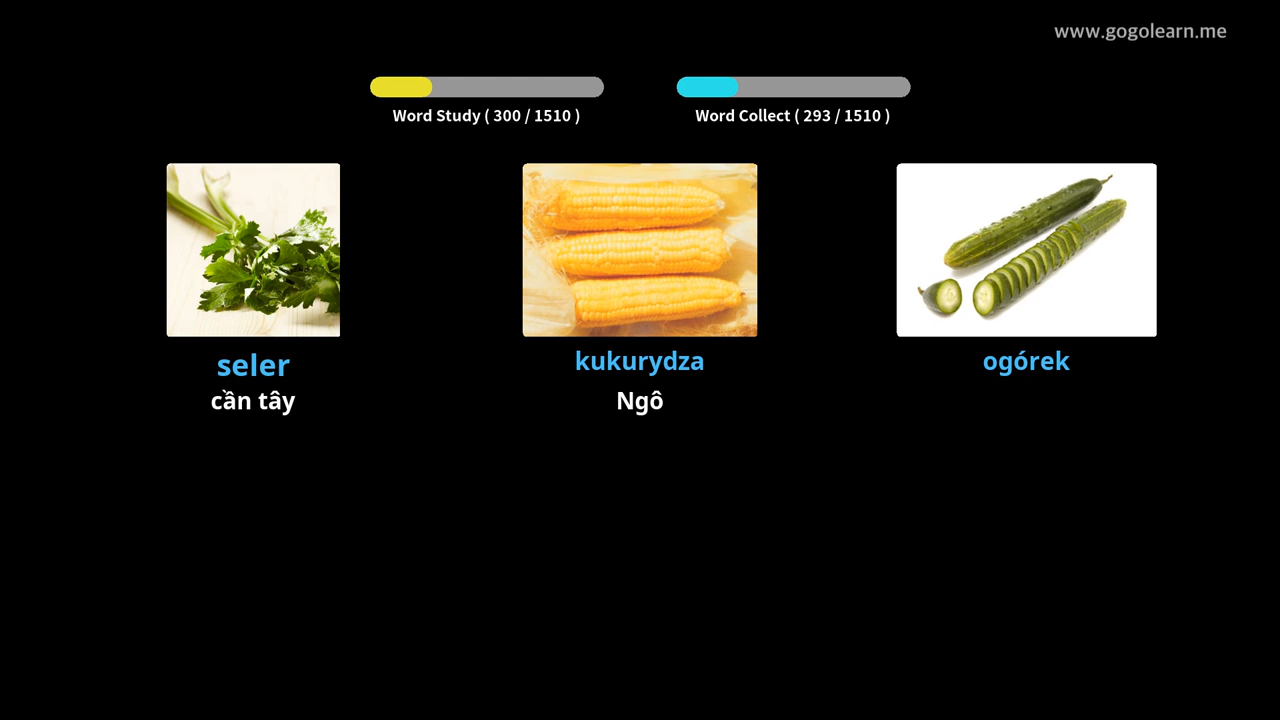 www.gogolearn.me
Word Study ( 300 / 1510 )
Word Collect ( 293 / 1510 )
seler
kukurydza
ogórek
cần tây
Ngô